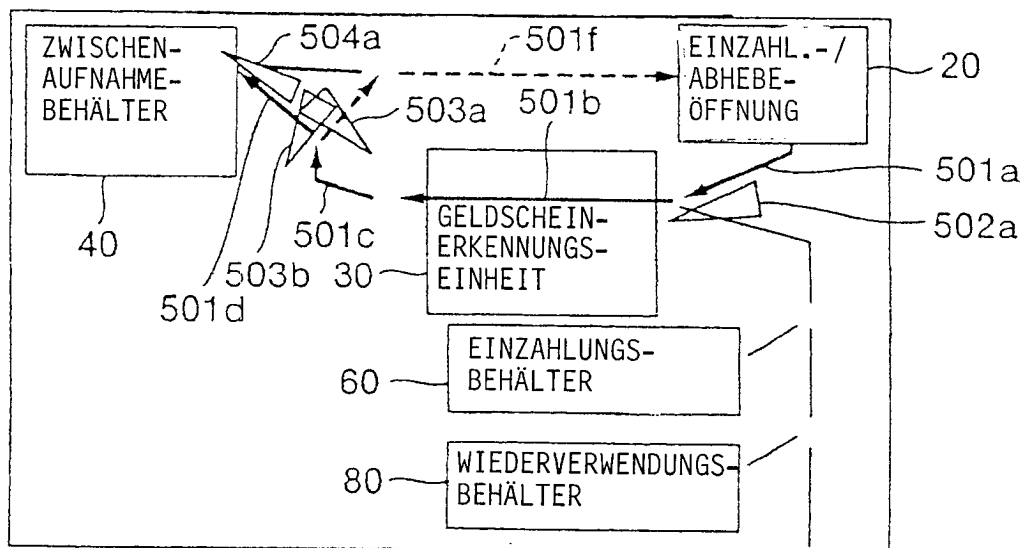 ZWISCHEN-
AUFNAHME-
BEHÄLTER
504a
501f
EINZAHL.-/
ABHEBE-
ÖFFNUNG
20
501b
503a
501a
502a
40
501c
503b
501d
GELDSCHEIN-
ERKENNUNGS-
EINHEIT
30
EINZAHLUNGS-
BEHÄLTER
60
WIEDERVERWENDUNGS-
BEHÄLTER
80